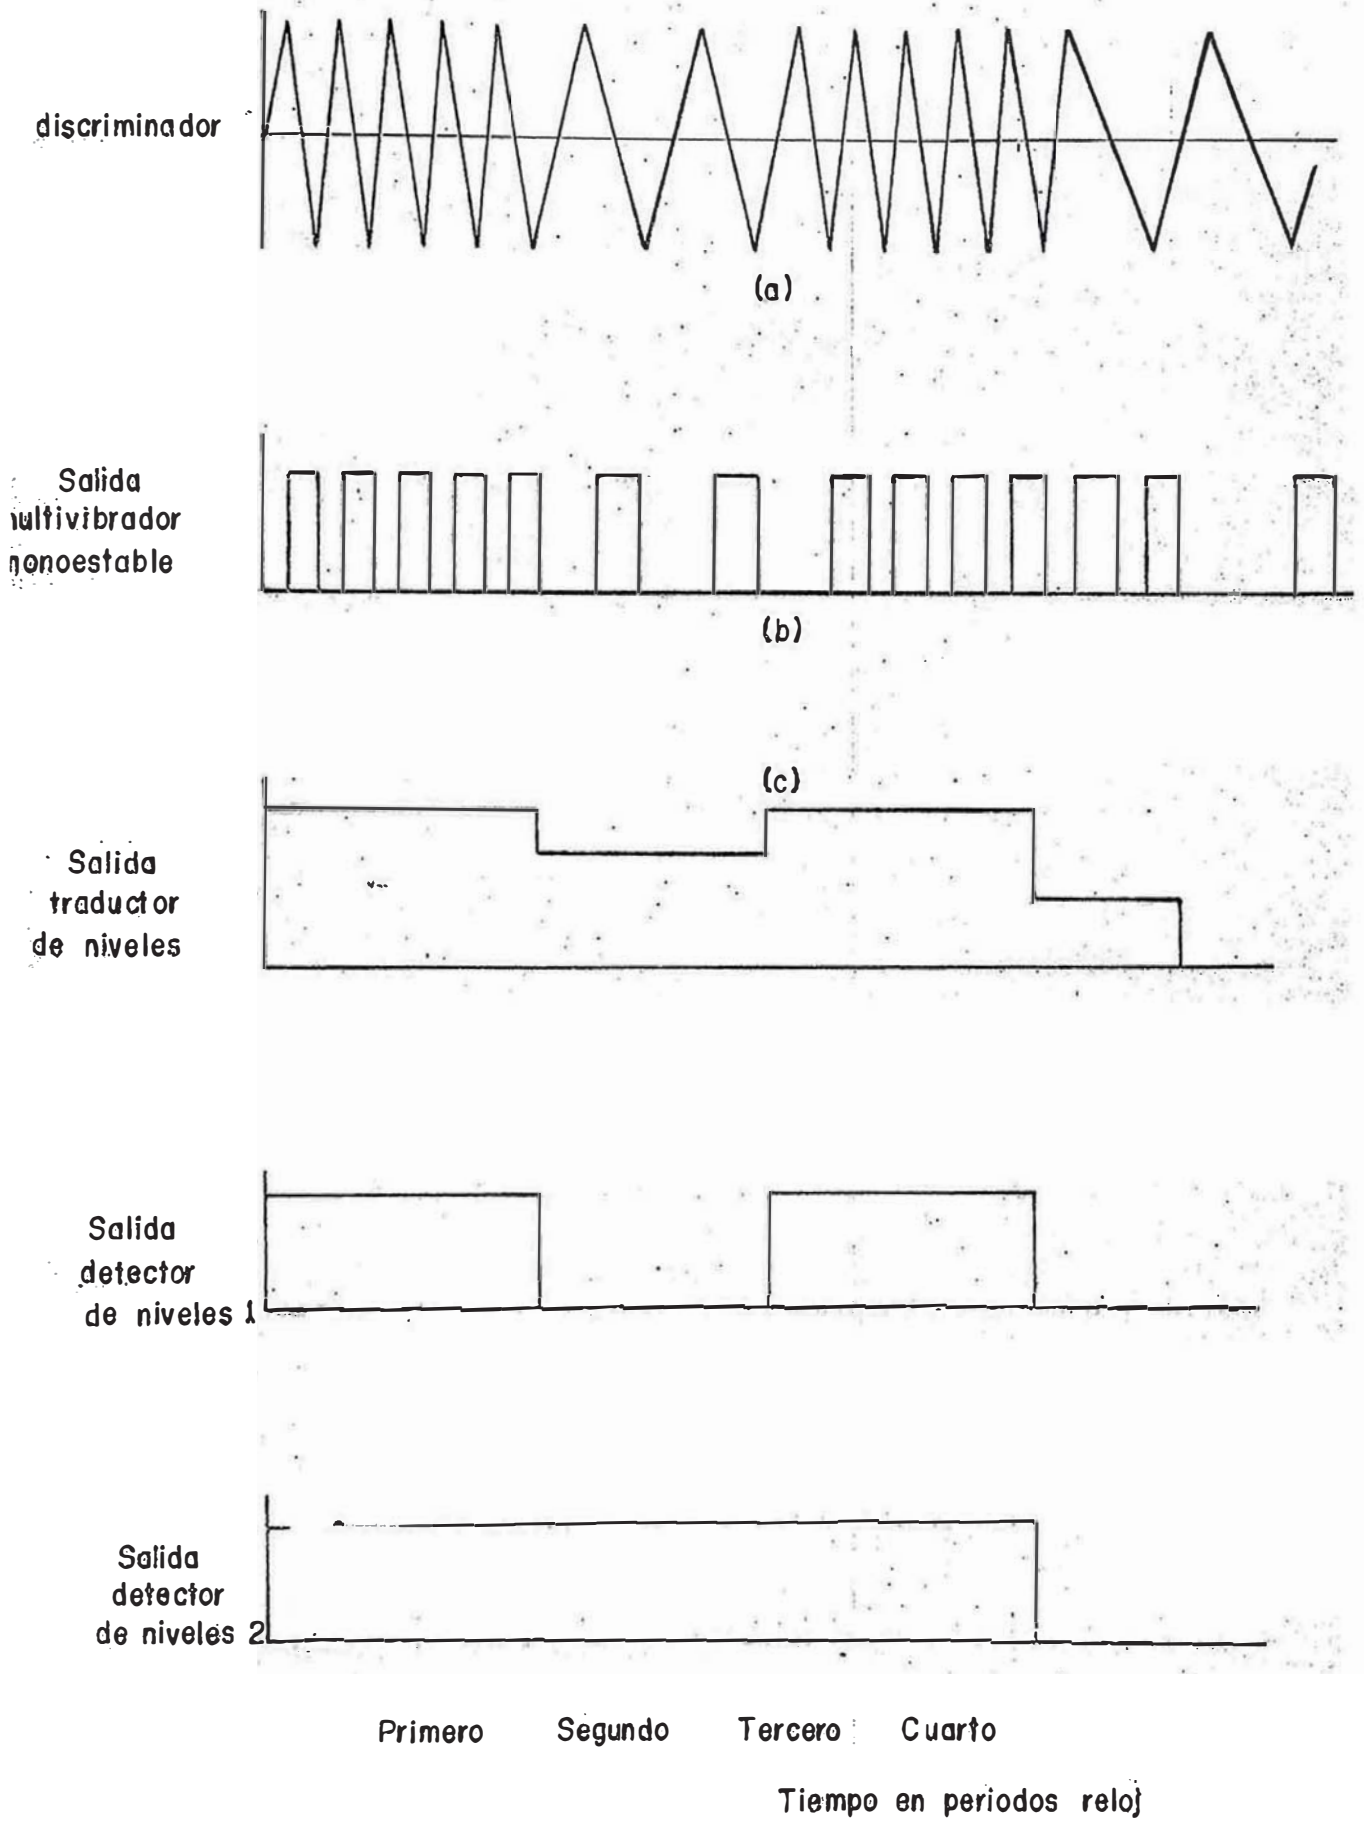 discriminador
(a)
Salida
ultivibrador
onoestable
(b)
(c)
Salida
traductor
de niveles
Salida
detector
de niveles 1
Salida
detector
de niveles 2
Primero Segundo Tercero Cuarto
Tiempo en periodos reloj